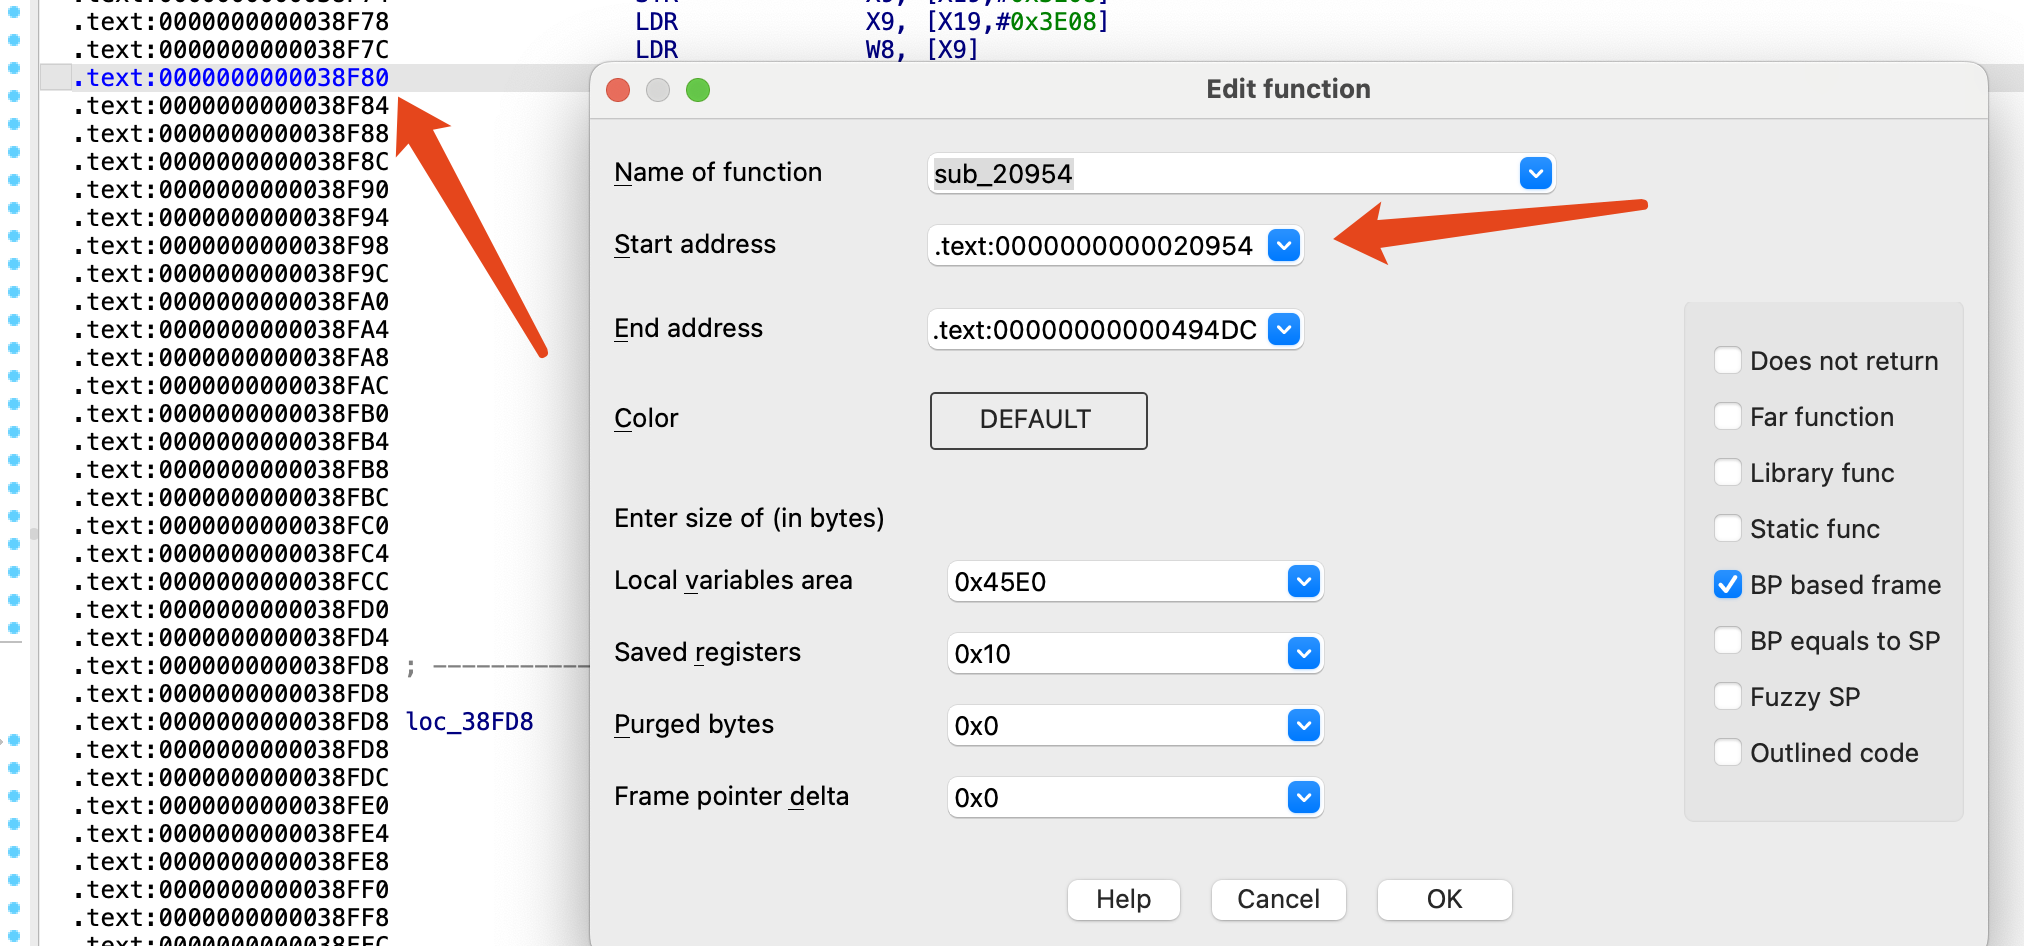 .text:0000000000038F78 LDR X9, [X19,#0x3E08]
.text:0000000000038F7C LDR W8, [X9]
.text:0000000000038F80
.text:0000000000038F84
.text:0000000000038F88
.text:0000000000038F8C
.text:0000000000038F90
.text:0000000000038F94
.text:0000000000038F98
.text:0000000000038F9C
.text:0000000000038FA0
.text:0000000000038FA4
.text:0000000000038FA8
.text:0000000000038FAC
.text:0000000000038FB0
.text:0000000000038FB4
.text:0000000000038FB8
.text:0000000000038FBC
.text:0000000000038FC0
.text:0000000000038FC4
.text:0000000000038FCC
.text:0000000000038FD0
.text:0000000000038FD4
.text:0000000000038FD8 ; -------------
.text:0000000000038FD8
.text:0000000000038FD8 loc_38FD8
.text:0000000000038FD8
.text:0000000000038FDC
.text:0000000000038FE0
.text:0000000000038FE4
.text:0000000000038FE8
.text:0000000000038FF0
.text:0000000000038FF8
Edit function
Name of function sub_20954
Start address .text:0000000000020954
End address .text:00000000000494DC
Color DEFAULT
Enter size of (in bytes)
Local variables area 0x45E0
Saved registers 0x10
Purged bytes 0x0
Frame pointer delta 0x0
Does not return
Far function
Library func
Static func
BP based frame
BP equals to SP
Fuzzy SP
Outlined code
Help Cancel OK